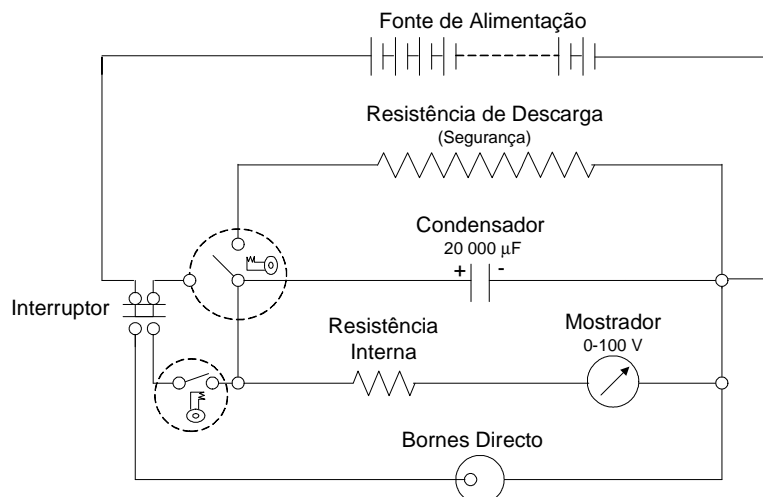 Fonte de Alimentação
Resistência de Descarga
(Segurança)
Condensador
20 000 µF
+ -
Interruptor
Resistência
Interna
Mostrador
0-100 V
Bornes Directo